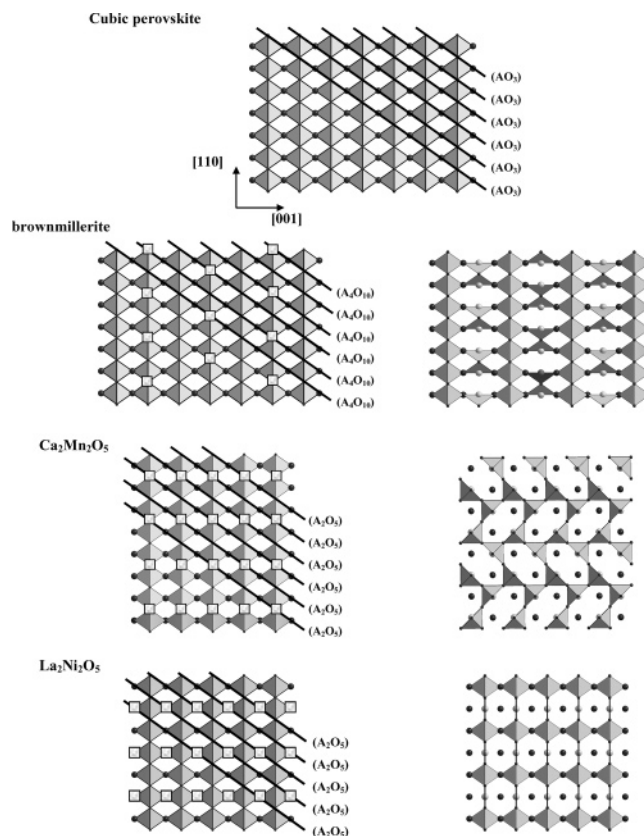 Cubic perovskite
(AO₃)
(AO₃)
(AO₃)
(AO₃)
(AO₃)
(AO₃)
[110]
[001]
brownmillerite
(A₄O₁₀)
(A₄O₁₀)
(A₄O₁₀)
(A₄O₁₀)
(A₄O₁₀)
(A₄O₁₀)
Ca₂Mn₂O₅
(A₂O₅)
(A₂O₅)
(A₂O₅)
(A₂O₅)
(A₂O₅)
(A₂O₅)
La₂Ni₂O₅
(A₂O₅)
(A₂O₅)
(A₂O₅)
(A₂O₅)
(A₂O₅)